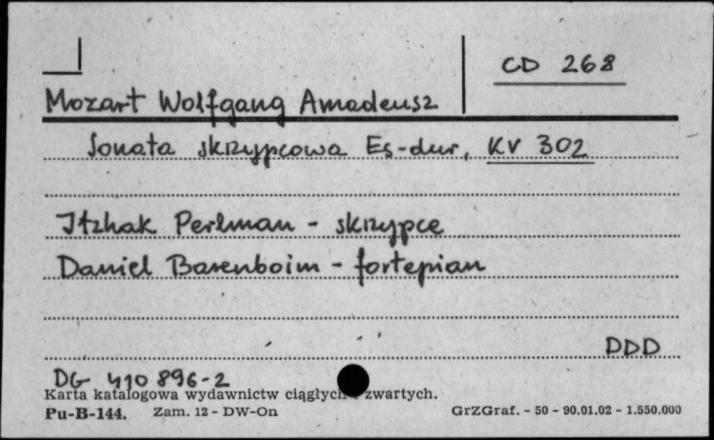 CD 268
Mozart Wolfgang Amadeusz
Sonata skrzypcowa Es-dur, KV 302
Itzhak Perlman - skrzypce
Daniel Barenboim - fortepian
DDD
DG 410 896-2
Karta katalogowa wydawnictw ciągłych zwartych.
Pu-B-144. Zam. 12 - DW-On GrZGraf. - 50 - 90.01.02 - 1.550.000